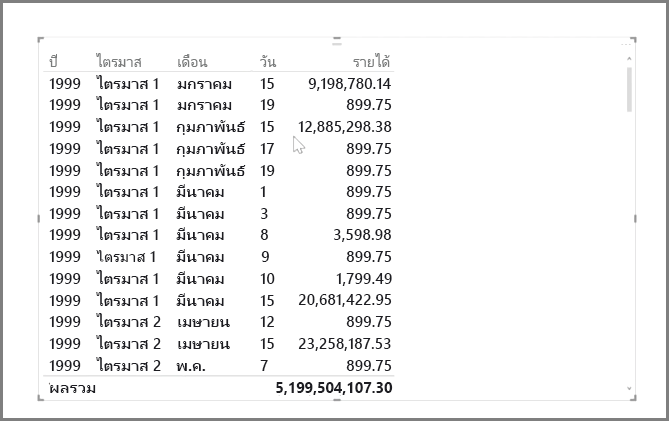 ปี ไตรมาส เดือน วัน รายได้
1999 ไตรมาส 1 มกราคม 15 9,198,780.14
1999 ไตรมาส 1 มกราคม 19 899.75
1999 ไตรมาส 1 กุมภาพันธ์ 15 12,885,298.38
1999 ไตรมาส 1 กุมภาพันธ์ 17 899.75
1999 ไตรมาส 1 กุมภาพันธ์ 19 899.75
1999 ไตรมาส 1 มีนาคม 1 899.75
1999 ไตรมาส 1 มีนาคม 3 899.75
1999 ไตรมาส 1 มีนาคม 8 3,598.98
1999 ไตรมาส 1 มีนาคม 9 899.75
1999 ไตรมาส 1 มีนาคม 10 1,799.49
1999 ไตรมาส 1 มีนาคม 15 20,681,422.95
1999 ไตรมาส 2 เมษายน 12 899.75
1999 ไตรมาส 2 เมษายน 15 23,258,187.53
1999 ไตรมาส 2 พ.ค. 7 899.75
ผลรวม 5,199,504,107.30